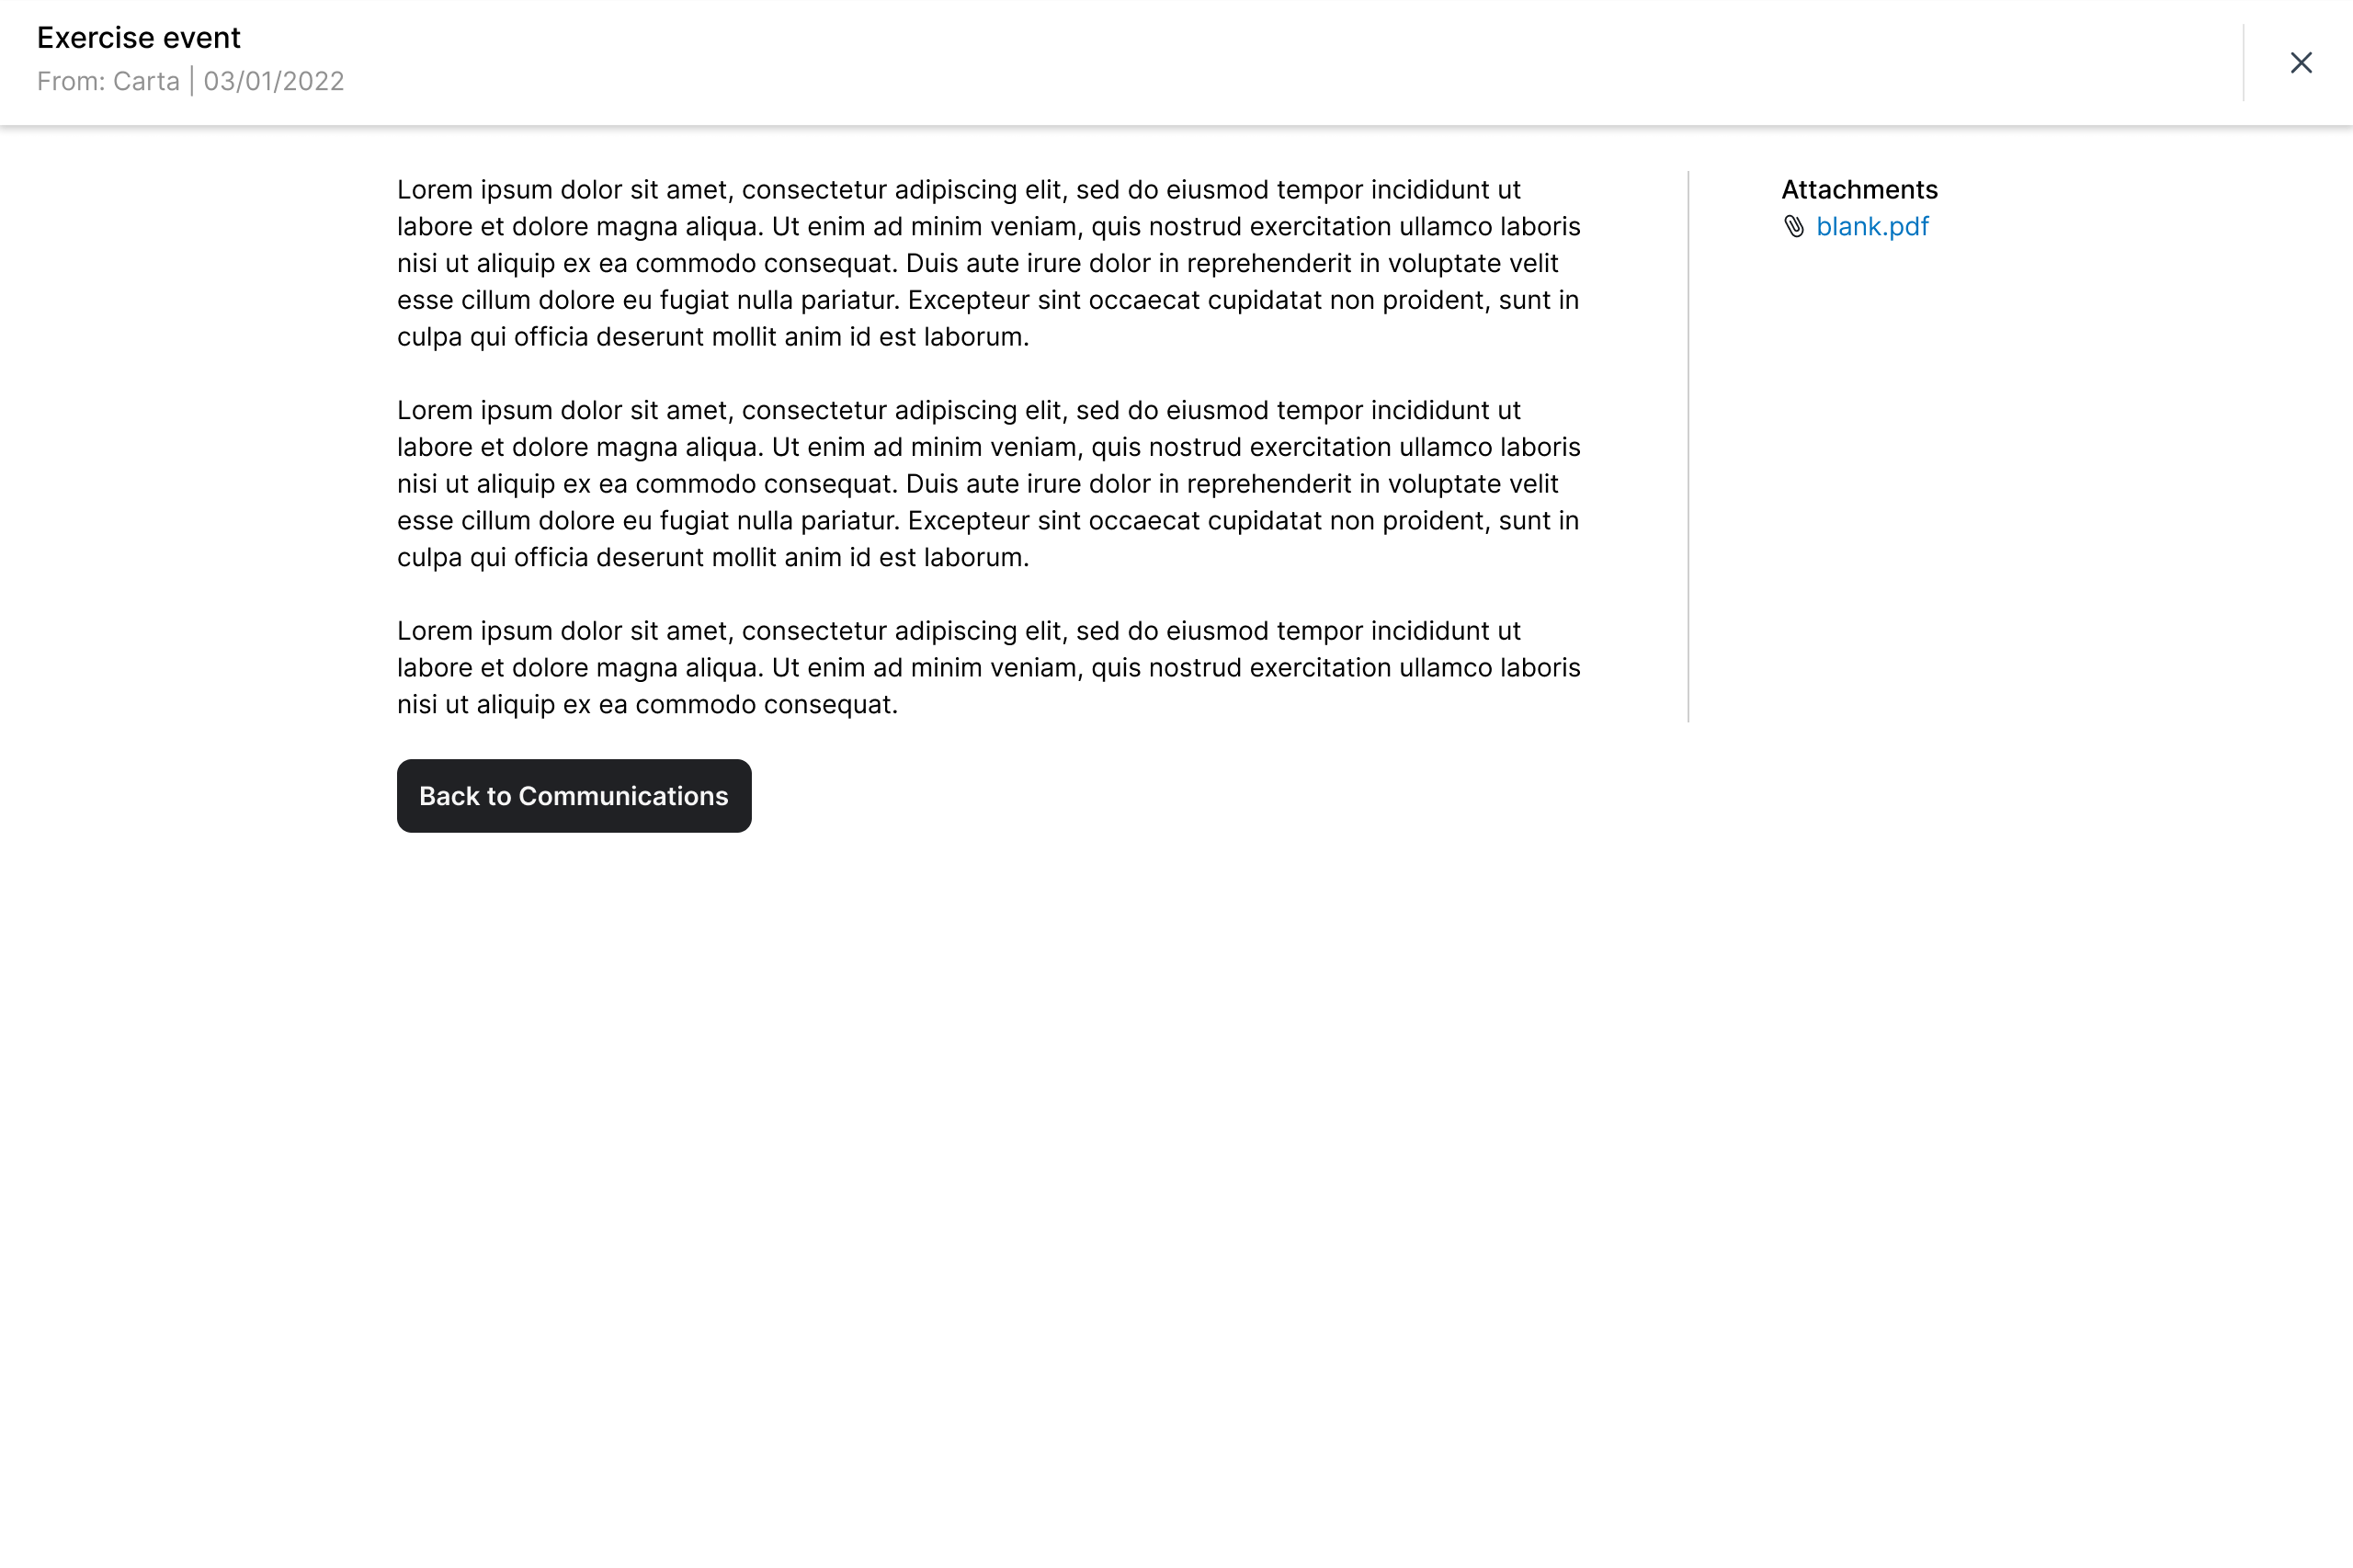 Exercise event
From: Carta | 03/01/2022
Lorem ipsum dolor sit amet, consectetur adipiscing elit, sed do eiusmod tempor incididunt ut
labore et dolore magna aliqua. Ut enim ad minim veniam, quis nostrud exercitation ullamco laboris
nisi ut aliquip ex ea commodo consequat. Duis aute irure dolor in reprehenderit in voluptate velit
esse cillum dolore eu fugiat nulla pariatur. Excepteur sint occaecat cupidatat non proident, sunt in
culpa qui officia deserunt mollit anim id est laborum.
Lorem ipsum dolor sit amet, consectetur adipiscing elit, sed do eiusmod tempor incididunt ut
labore et dolore magna aliqua. Ut enim ad minim veniam, quis nostrud exercitation ullamco laboris
nisi ut aliquip ex ea commodo consequat. Duis aute irure dolor in reprehenderit in voluptate velit
esse cillum dolore eu fugiat nulla pariatur. Excepteur sint occaecat cupidatat non proident, sunt in
culpa qui officia deserunt mollit anim id est laborum.
Lorem ipsum dolor sit amet, consectetur adipiscing elit, sed do eiusmod tempor incididunt ut
labore et dolore magna aliqua. Ut enim ad minim veniam, quis nostrud exercitation ullamco laboris
nisi ut aliquip ex ea commodo consequat.
Back to Communications
Attachments
blank.pdf